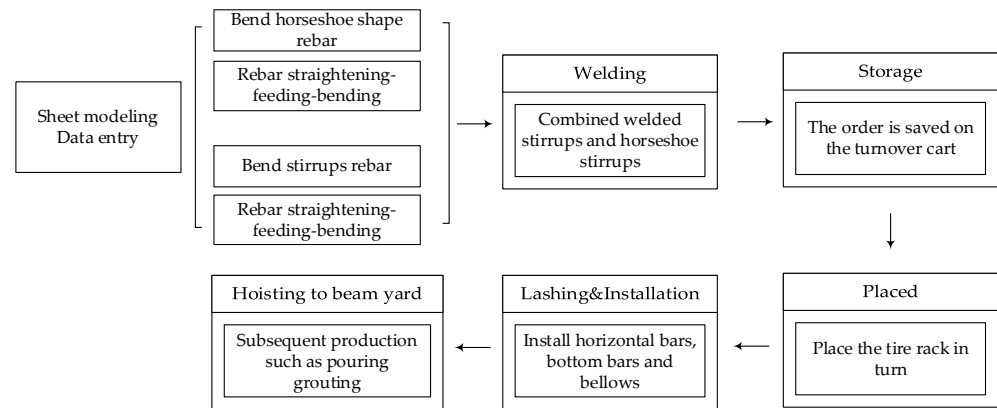 Sheet modeling
Data entry
Bend horseshoe shape
rebar
Rebar straightening-
feeding-bending
Bend stirrups rebar
Rebar straightening-
feeding-bending
Welding
Combined welded
stirrups and horseshoe
stirrups
Storage
The order is saved on
the turnover cart
Placed
Place the tire rack in
turn
Lashing&Installation
Install horizontal bars,
bottom bars and
bellows
Hoisting to beam yard
Subsequent production
such as pouring
grouting